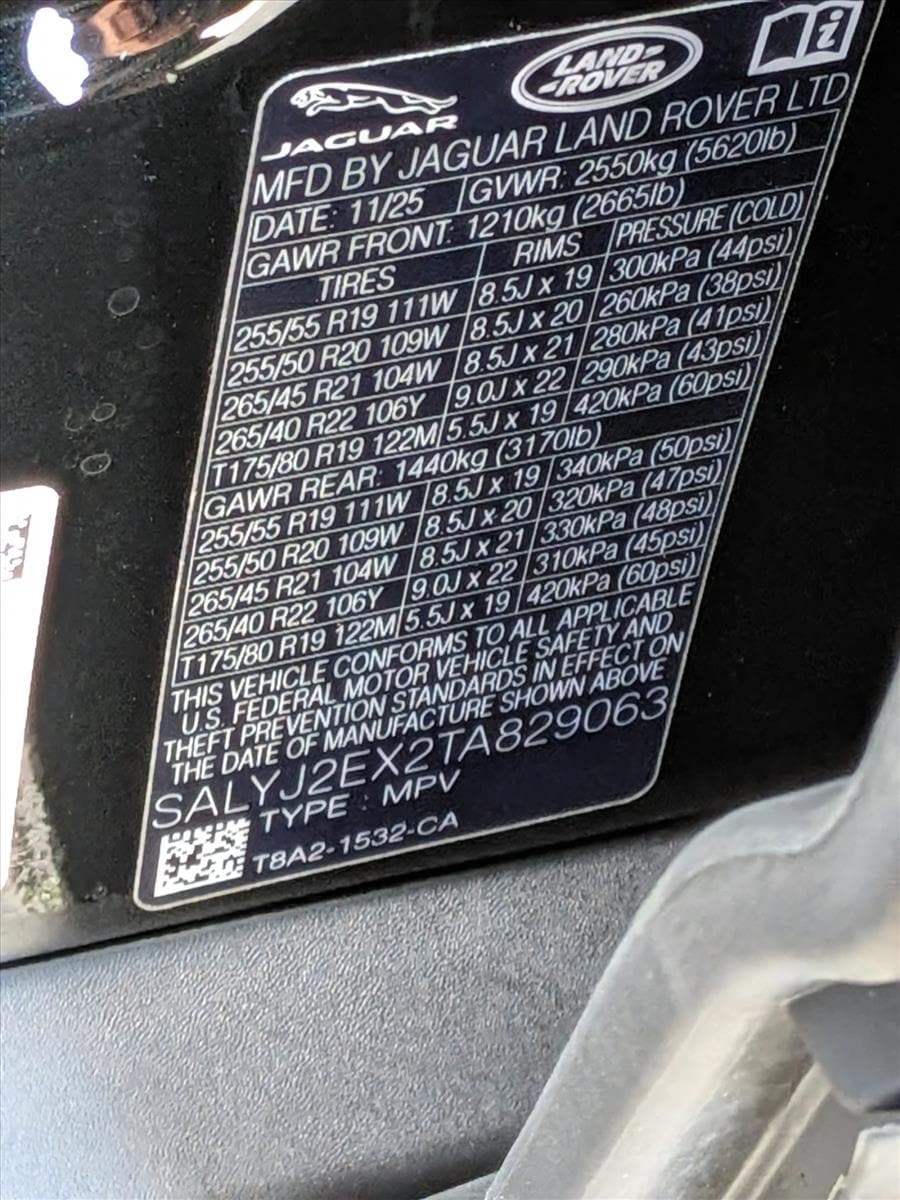 JAGUAR
LAND-
-ROVER
i
MFD BY JAGUAR LAND ROVER LTD
DATE: 11/25 GVWR: 2550kg (5620lb)
GAWR FRONT: 1210kg (2665lb)
TIRES RIMS PRESSURE (COLD)
255/55 R19 111W 8.5J x 19 300kPa (44psi)
255/50 R20 109W 8.5J x 20 260kPa (38psi)
265/45 R21 104W 8.5J x 21 280kPa (41psi)
265/40 R22 106Y 9.0J x 22 290kPa (43psi)
T175/80 R19 122M 5.5J x 19 420kPa (60psi)
GAWR REAR: 1440kg (3170lb)
255/55 R19 111W 8.5J x 19 340kPa (50psi)
255/50 R20 109W 8.5J x 20 320kPa (47psi)
265/45 R21 104W 8.5J x 21 330kPa (48psi)
265/40 R22 106Y 9.0J x 22 310kPa (45psi)
T175/80 R19 122M 5.5J x 19 420kPa (60psi)
THIS VEHICLE CONFORMS TO ALL APPLICABLE
U.S. FEDERAL MOTOR VEHICLE SAFETY AND
THEFT PREVENTION STANDARDS IN EFFECT ON
THE DATE OF MANUFACTURE SHOWN ABOVE
SALYJ2EX2TA829063
TYPE : MPV
T8A2-1532-CA